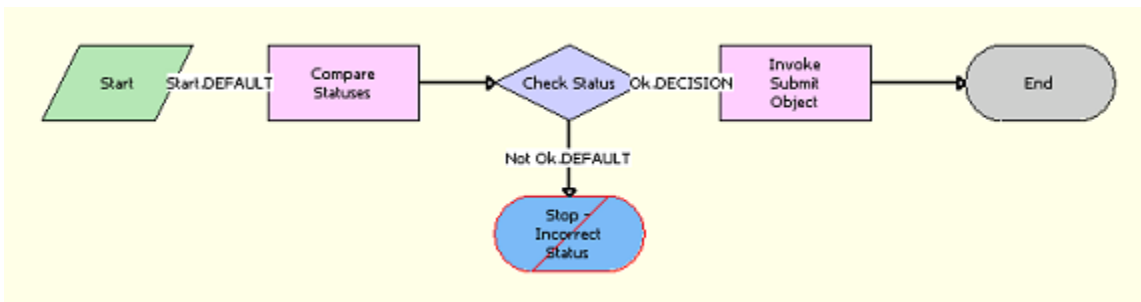 Start
Start.DEFAULT
Compare
Statuses
Check Status
Ok.DECISION
Invoke
Submit
Object
End
Not Ok.DEFAULT
Stop -
Incorrect
Status